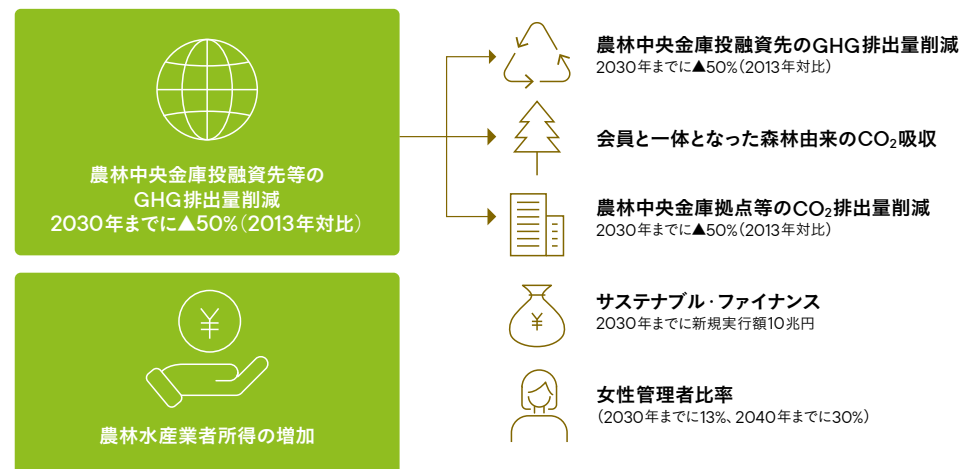 農林中央金庫投融資先等の
GHG排出量削減
2030年までに▲50%(2013年対比)
農林中央金庫投融資先のGHG排出量削減
2030年までに▲50%(2013年対比)
会員と一体となった森林由来のCO₂吸収
農林中央金庫拠点等のCO₂排出量削減
2030年までに▲50%(2013年対比)
¥
農林水産業者所得の増加
¥
サステナブル・ファイナンス
2030年までに新規実行額10兆円
女性管理者比率
(2030年までに13%、2040年までに30%)